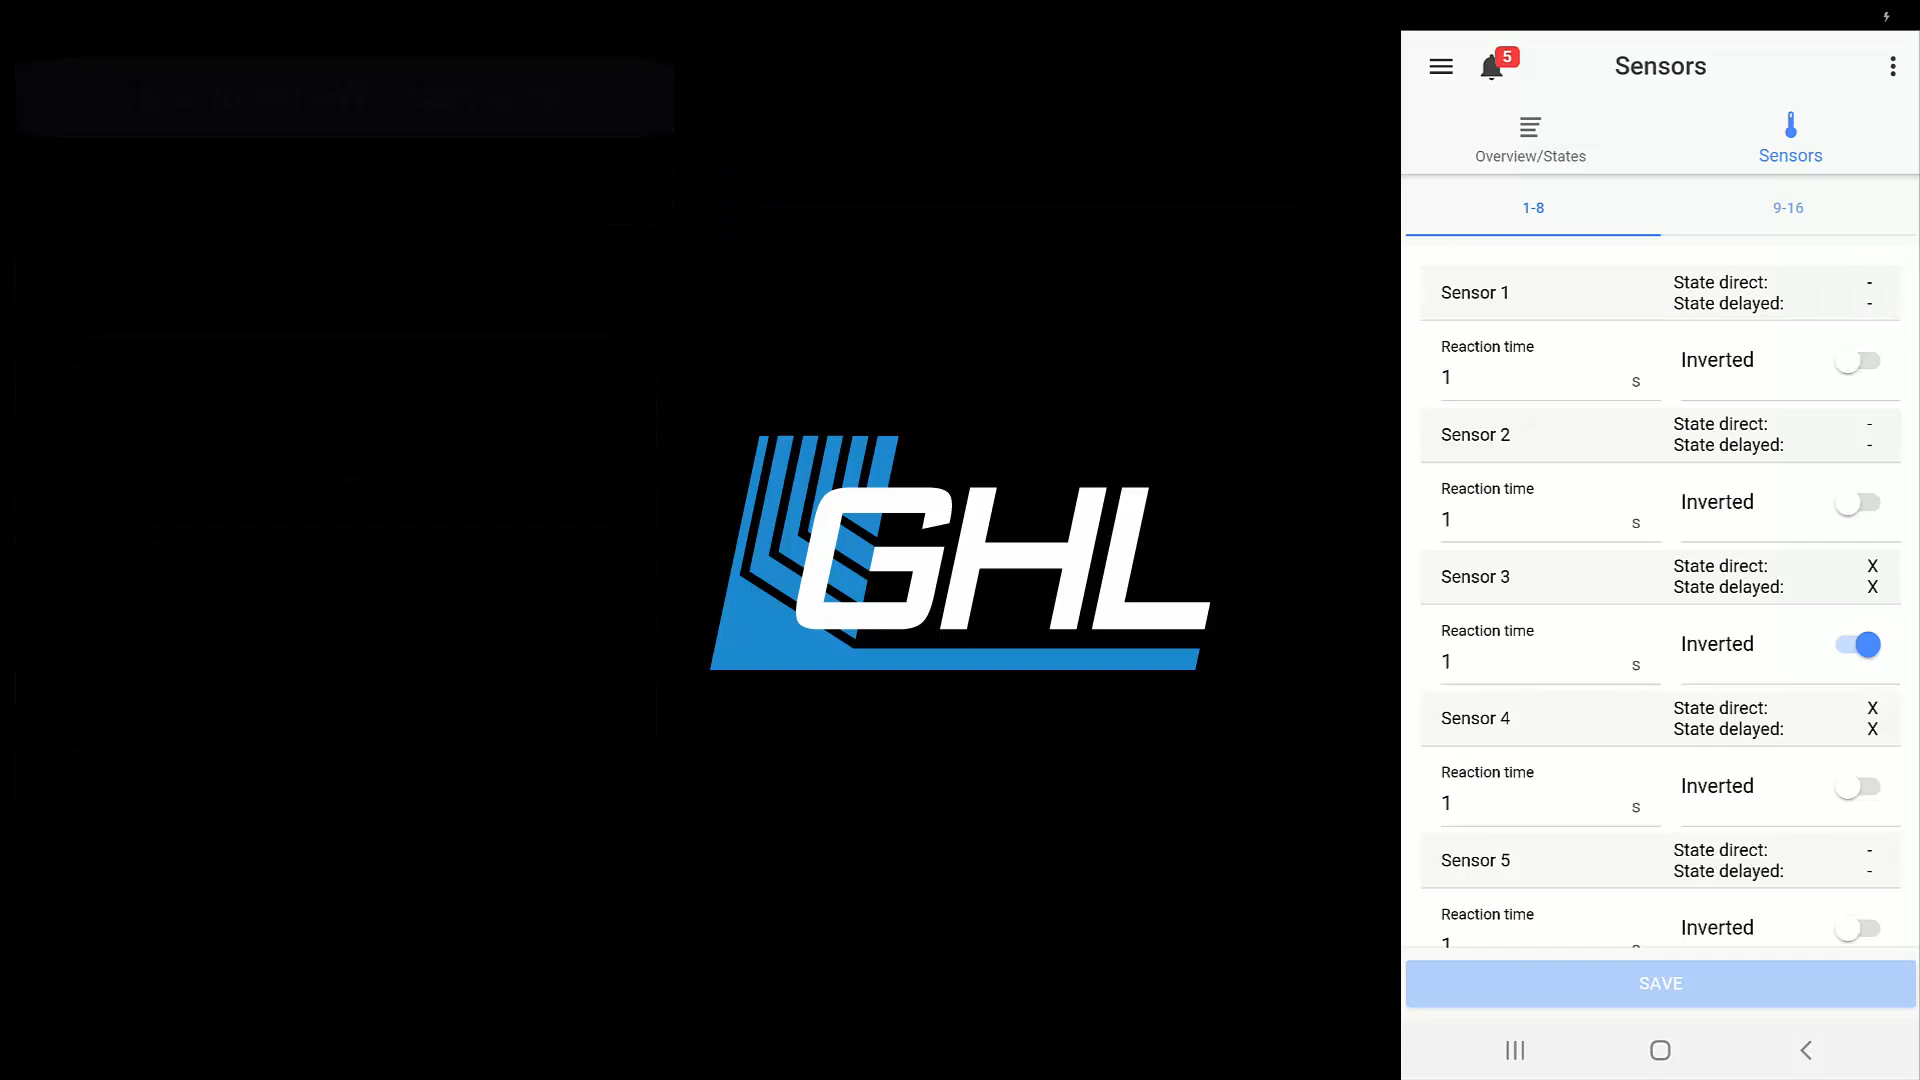 GHL
5
Sensors
Overview/States
Sensors
1-8
9-16
Sensor 1
State direct: -
State delayed: -
Reaction time
1 s
Inverted
Sensor 2
State direct: -
State delayed: -
Reaction time
1 s
Inverted
Sensor 3
State direct: X
State delayed: X
Reaction time
1 s
Inverted
Sensor 4
State direct: X
State delayed: X
Reaction time
1 s
Inverted
Sensor 5
State direct: -
State delayed: -
Reaction time
1 s
Inverted
SAVE